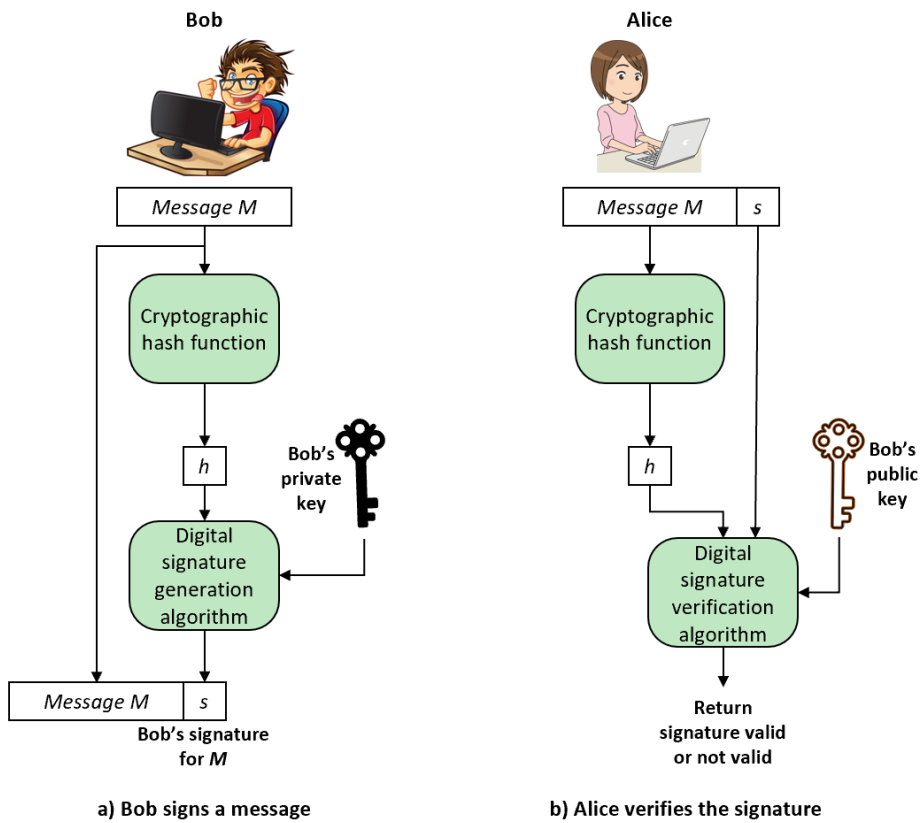 Bob
Message M
Cryptographic
hash function
h
Bob's
private
key
Digital
signature
generation
algorithm
Message M
s
Bob's signature
for M
a) Bob signs a message
Alice
Message M
s
Cryptographic
hash function
h
Bob's
public
key
Digital
signature
verification
algorithm
Return
signature valid
or not valid
b) Alice verifies the signature